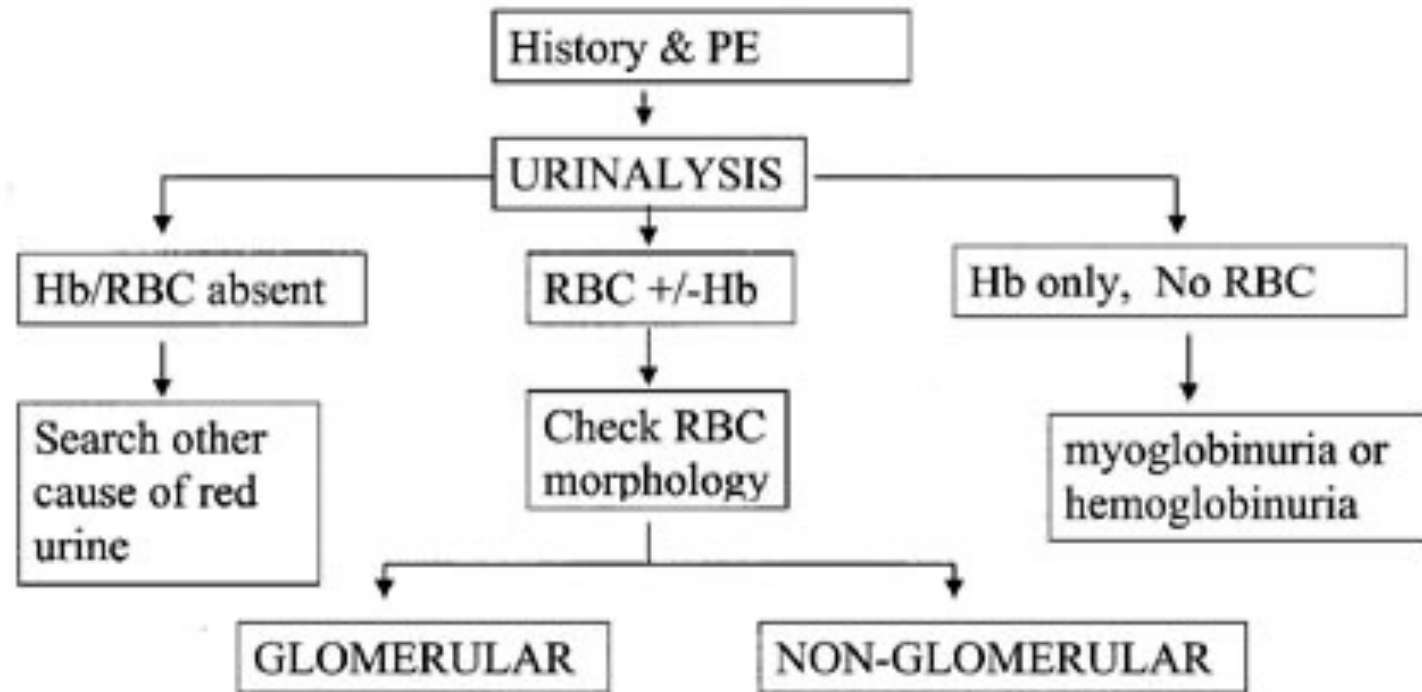 History & PE
URINALYSIS
Hb/RBC absent
RBC +/-Hb
Hb only, No RBC
Search other
cause of red
urine
Check RBC
morphology
myoglobinuria or
hemoglobinuria
GLOMERULAR
NON-GLOMERULAR